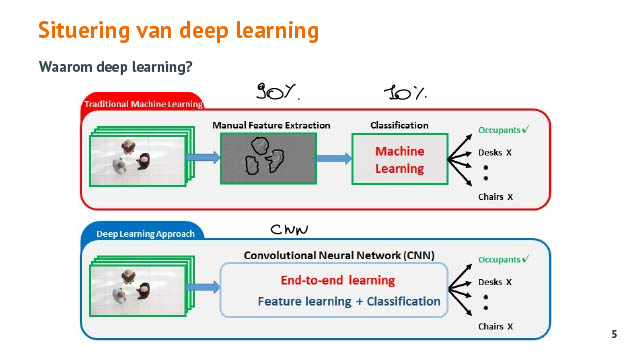 Situering van deep learning
Waarom deep learning?
90%. 10%.
Traditional Machine Learning
Manual Feature Extraction
Classification
Machine
Learning
Occupants ✓
Desks X
Chairs X
CNN
Deep Learning Approach
Convolutional Neural Network (CNN)
End-to-end learning
Feature learning + Classification
Occupants ✓
Desks X
Chairs X
5